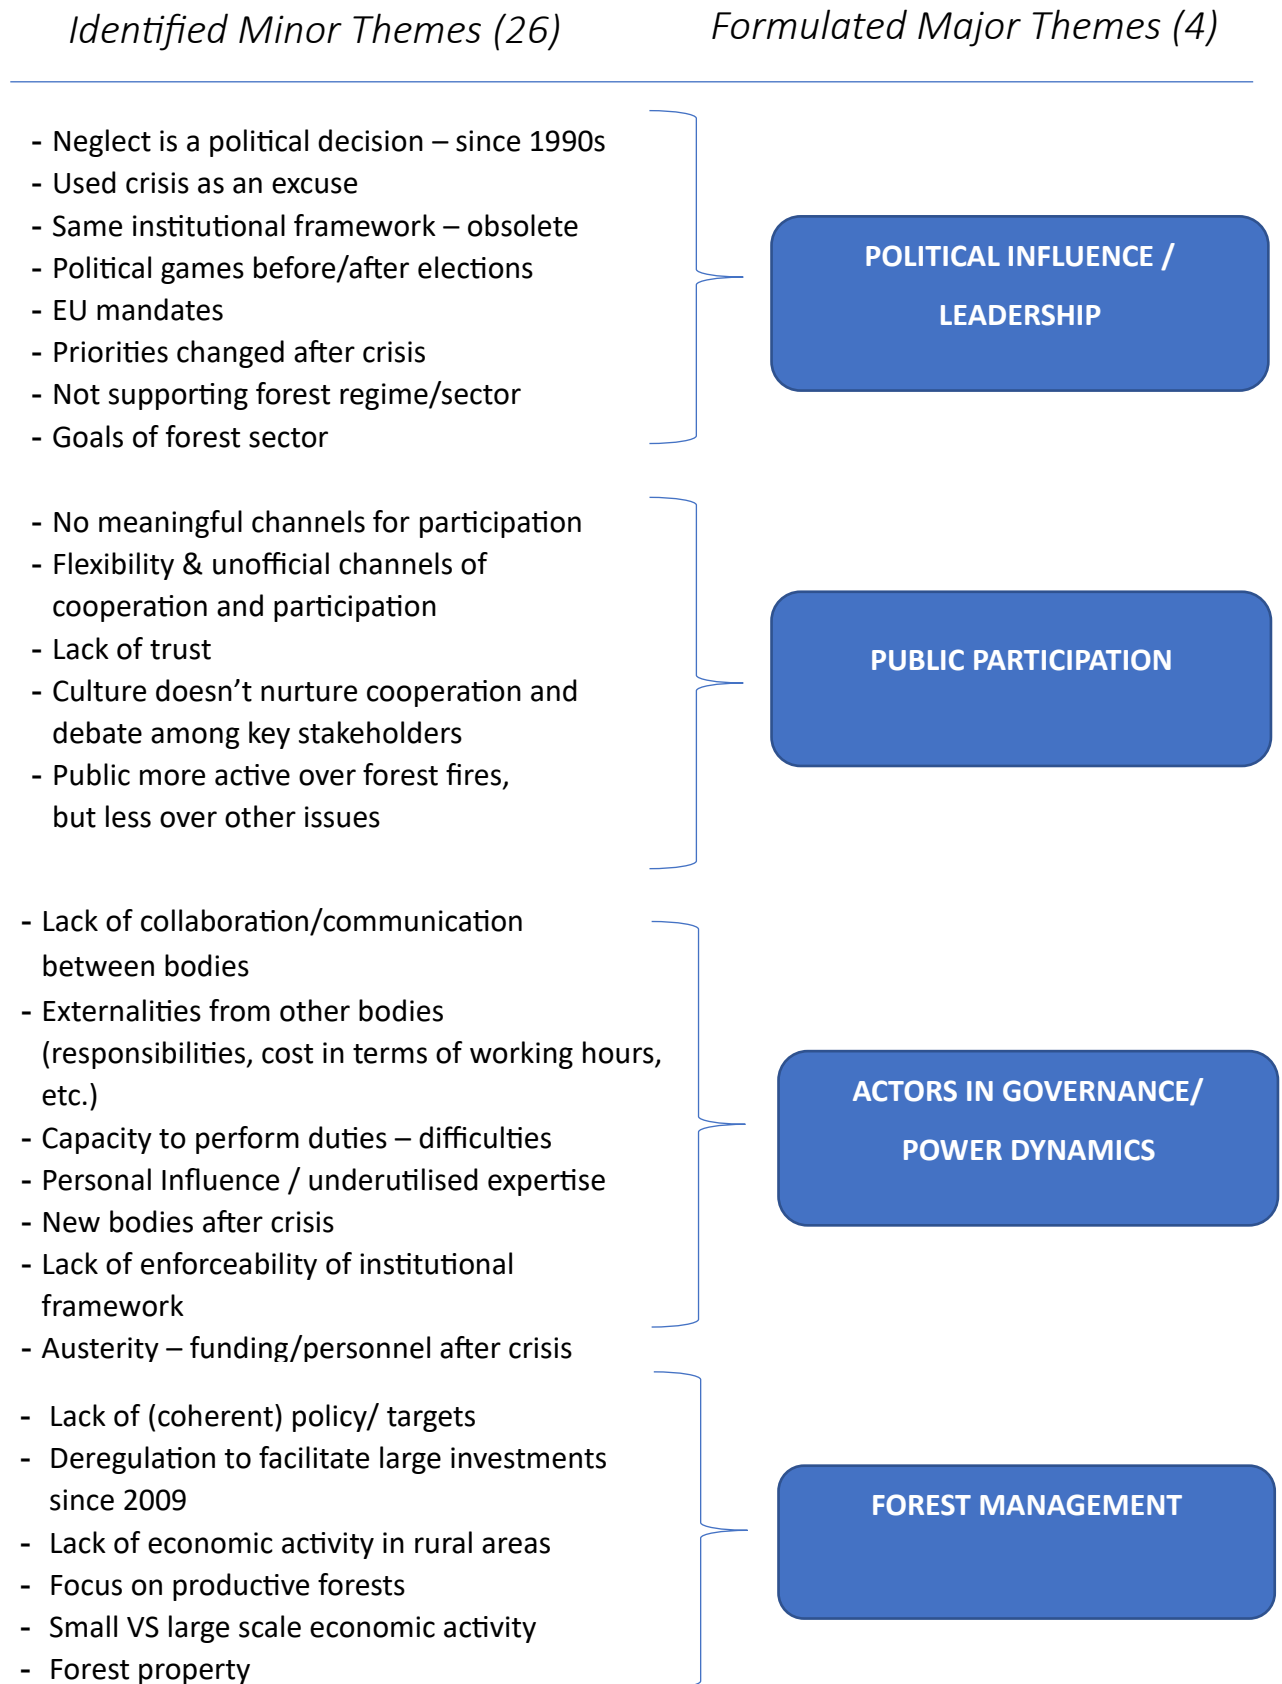 Identified Minor Themes (26)
Formulated Major Themes (4)
- Neglect is a political decision – since 1990s
- Used crisis as an excuse
- Same institutional framework – obsolete
- Political games before/after elections
- EU mandates
- Priorities changed after crisis
- Not supporting forest regime/sector
- Goals of forest sector
POLITICAL INFLUENCE /
LEADERSHIP
- No meaningful channels for participation
- Flexibility & unofficial channels of
cooperation and participation
- Lack of trust
- Culture doesn’t nurture cooperation and
debate among key stakeholders
- Public more active over forest fires,
but less over other issues
PUBLIC PARTICIPATION
- Lack of collaboration/communication
between bodies
- Externalities from other bodies
(responsibilities, cost in terms of working hours,
etc.)
- Capacity to perform duties – difficulties
- Personal Influence / underutilised expertise
- New bodies after crisis
- Lack of enforceability of institutional
framework
- Austerity – funding/personnel after crisis
ACTORS IN GOVERNANCE/
POWER DYNAMICS
- Lack of (coherent) policy/ targets
- Deregulation to facilitate large investments
since 2009
- Lack of economic activity in rural areas
- Focus on productive forests
- Small VS large scale economic activity
- Forest property
FOREST MANAGEMENT